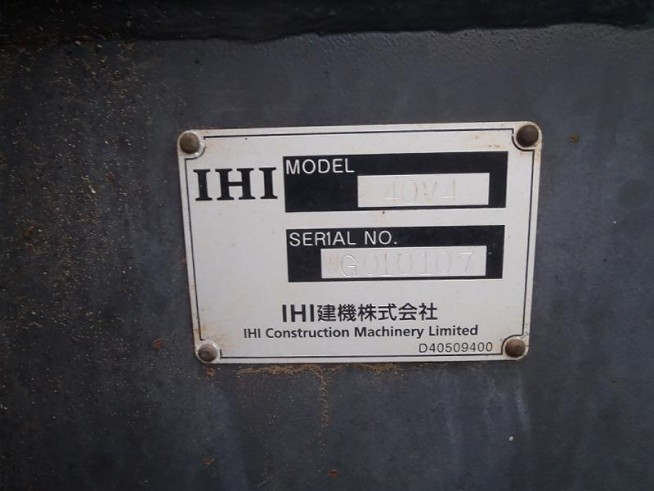 IHI
MODEL
40V4
SERIAL NO.
WG010107
IHI建機株式会社
IHI Construction Machinery Limited
D40509400